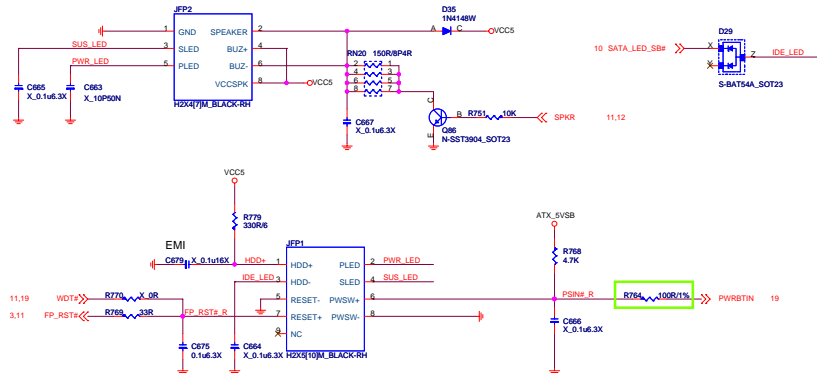 JFP2
1 GND SPEAKER 2
3 SLED BUZ+ 4
5 PLED BUZ- 6
VCCSPK 8
H2X4[7]M_BLACK-RH
SUS_LED
PWR_LED
C665
X_0.1u6.3X
C663
X_10P50N
VCC5
D35
1N4148W
A C
VCC5
RN20 150R/8P4R
2 1
4 3
6 5
8 7
C667
X_0.1u6.3X
C
B
E
Q86
N-SST3904_SOT23
R751 10K
SPKR 11,12
10 SATA_LED_SB#
D29
X
Y
Z
IDE_LED
S-BAT54A_SOT23
VCC5
R779
330R/6
EMI
C679 X_0.1u16X
HDD+
IDE_LED
JFP1
1 HDD+ PLED 2
3 HDD- SLED 4
5 RESET- PWSW+ 6
7 RESET+ PWSW- 8
9 NC
H2X5[10]M_BLACK-RH
PWR_LED
SUS_LED
11,19 WDT# R770 X_0R
3,11 FP_RST# R769 33R FP_RST#_R
C675
0.1u6.3X
C664
X_0.1u6.3X
ATX_5VSB
R768
4.7K
PSIN#_R
R764 100R/1%
PWRBTIN 19
C666
X_0.1u6.3X